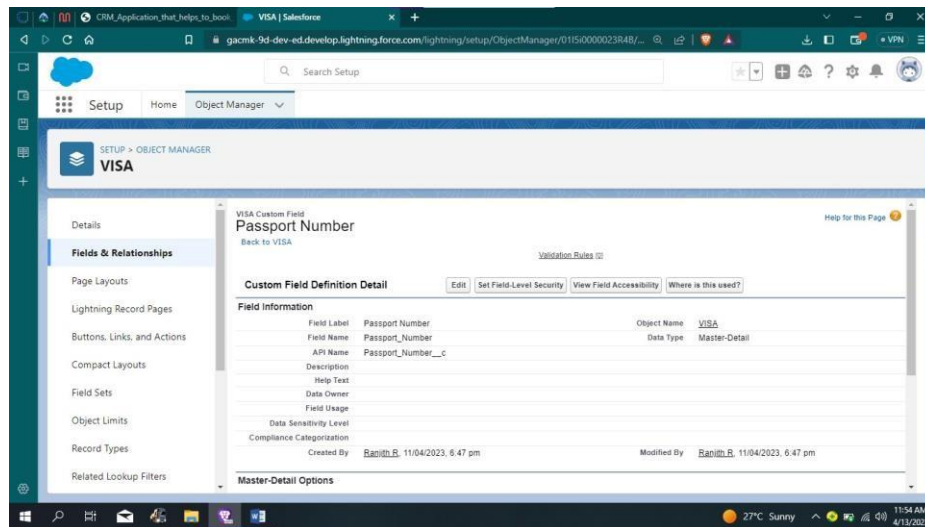 CRM_Application_that_helps_to_bool
VISA | Salesforce
gacmk-9d-dev-ed.develop.lightning.force.com/lightning/setup/ObjectManager/01I5i0000023R4B/...
VPN
Search Setup
Setup
Home
Object Manager
SETUP > OBJECT MANAGER
VISA
Details
Fields & Relationships
Page Layouts
Lightning Record Pages
Buttons, Links, and Actions
Compact Layouts
Field Sets
Object Limits
Record Types
Related Lookup Filters
VISA Custom Field
Passport Number
Back to VISA
Help for this Page
Validation Rules [0]
Custom Field Definition Detail
Edit
Set Field-Level Security
View Field Accessibility
Where is this used?
Field Information
Field Label Passport Number Object Name VISA
Field Name Passport_Number Data Type Master-Detail
API Name Passport_Number__c
Description
Help Text
Data Owner
Field Usage
Data Sensitivity Level
Compliance Categorization
Created By Ranjith R, 11/04/2023, 6:47 pm Modified By Ranjith R, 11/04/2023, 6:47 pm
Master-Detail Options
27°C Sunny
11:54 AM